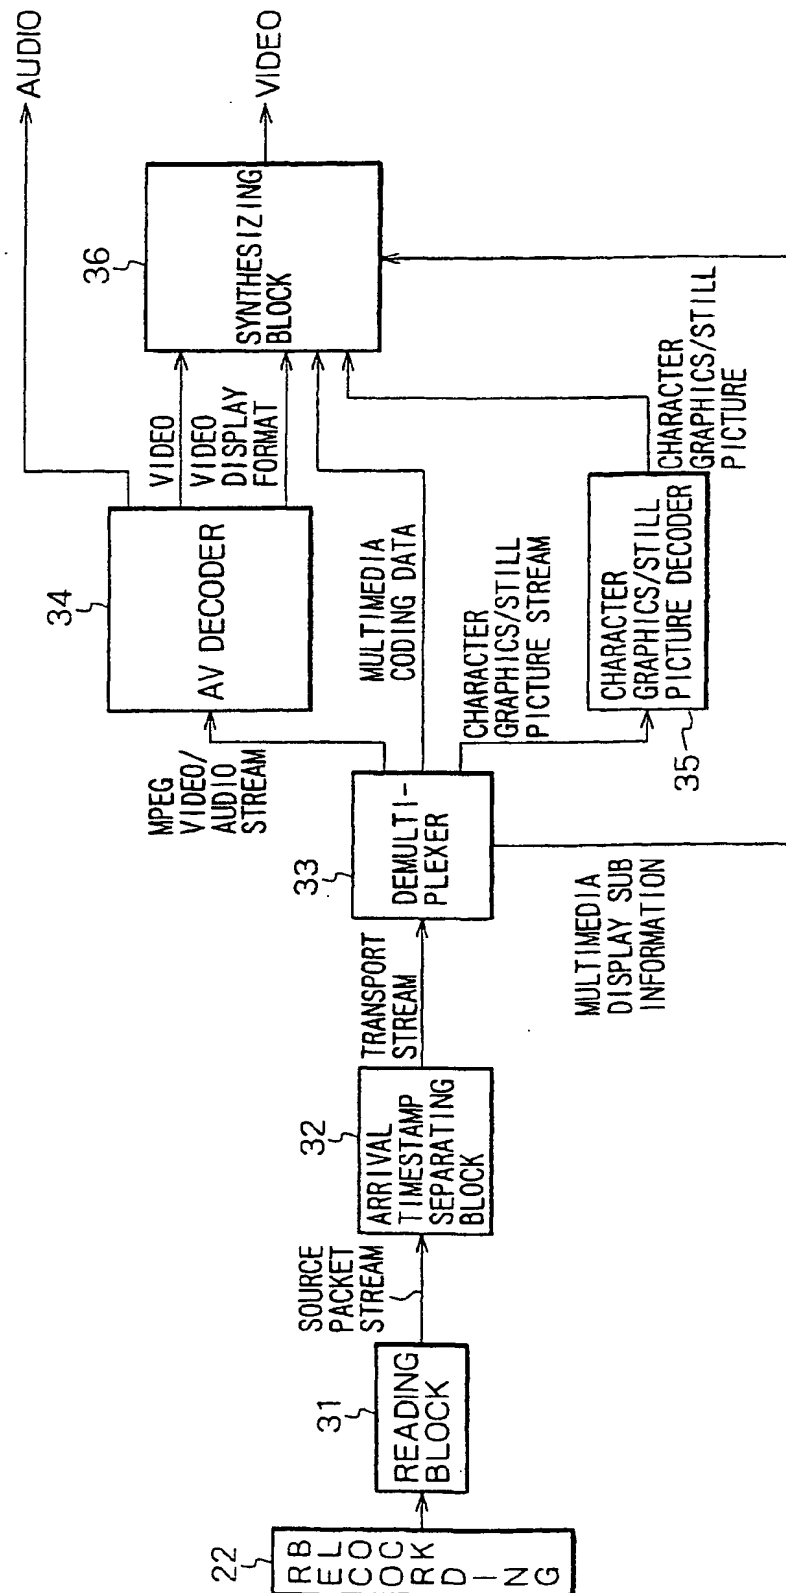 22
RECORDING
BLOCK
31
READING
BLOCK
SOURCE
PACKET
STREAM
32
ARRIVAL
TIMESTAMP
SEPARATING
BLOCK
TRANSPORT
STREAM
33
DEMULTI-
PLEXER
MPEG
VIDEO/
AUDIO
STREAM
34
AV DECODER
AUDIO
VIDEO
VIDEO
DISPLAY
FORMAT
MULTIMEDIA
CODING DATA
CHARACTER
GRAPHICS/STILL
PICTURE STREAM
35
CHARACTER
GRAPHICS/STILL
PICTURE DECODER
CHARACTER
GRAPHICS/STILL
PICTURE
36
SYNTHESIZING
BLOCK
VIDEO
MULTIMEDIA
DISPLAY SUB
INFORMATION